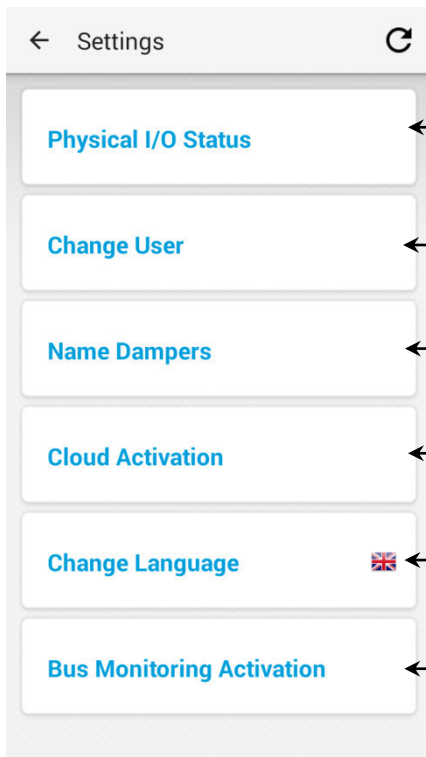 Settings
Physical I/O Status
Change User
Name Dampers
Cloud Activation
Change Language
Bus Monitoring Activation